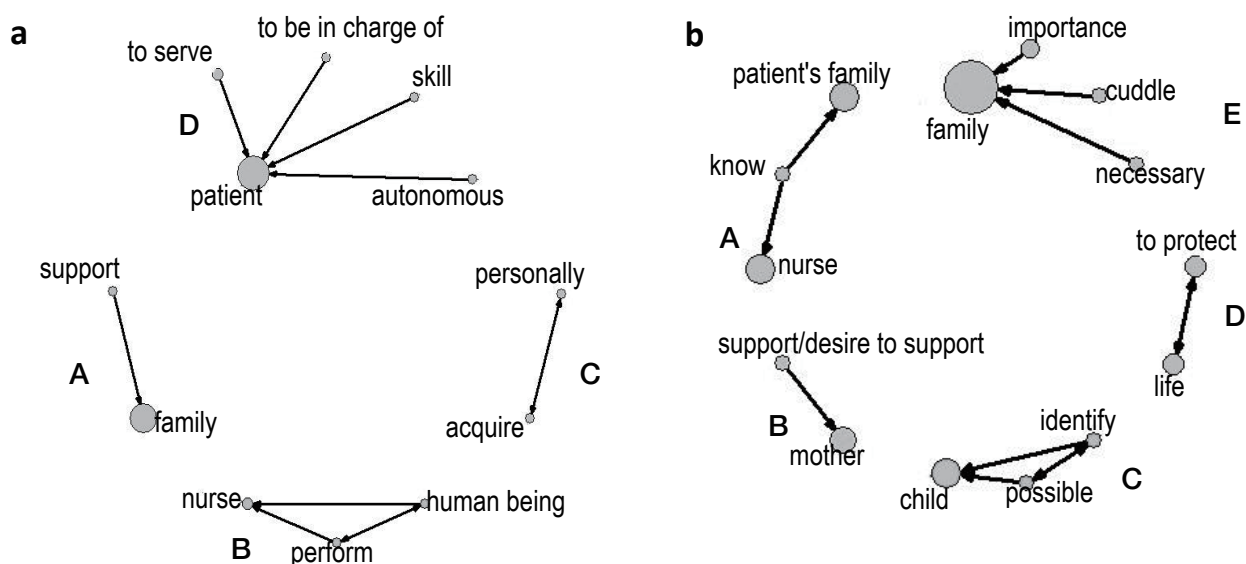 a
to be in charge of
to serve
skill
D
patient
autonomous
support
personally
A
C
family
acquire
nurse
human being
B
perform
b
importance
patient's family
cuddle
E
family
know
necessary
A
nurse
to protect
D
support/desire to support
life
B
identify
mother
child
possible
C